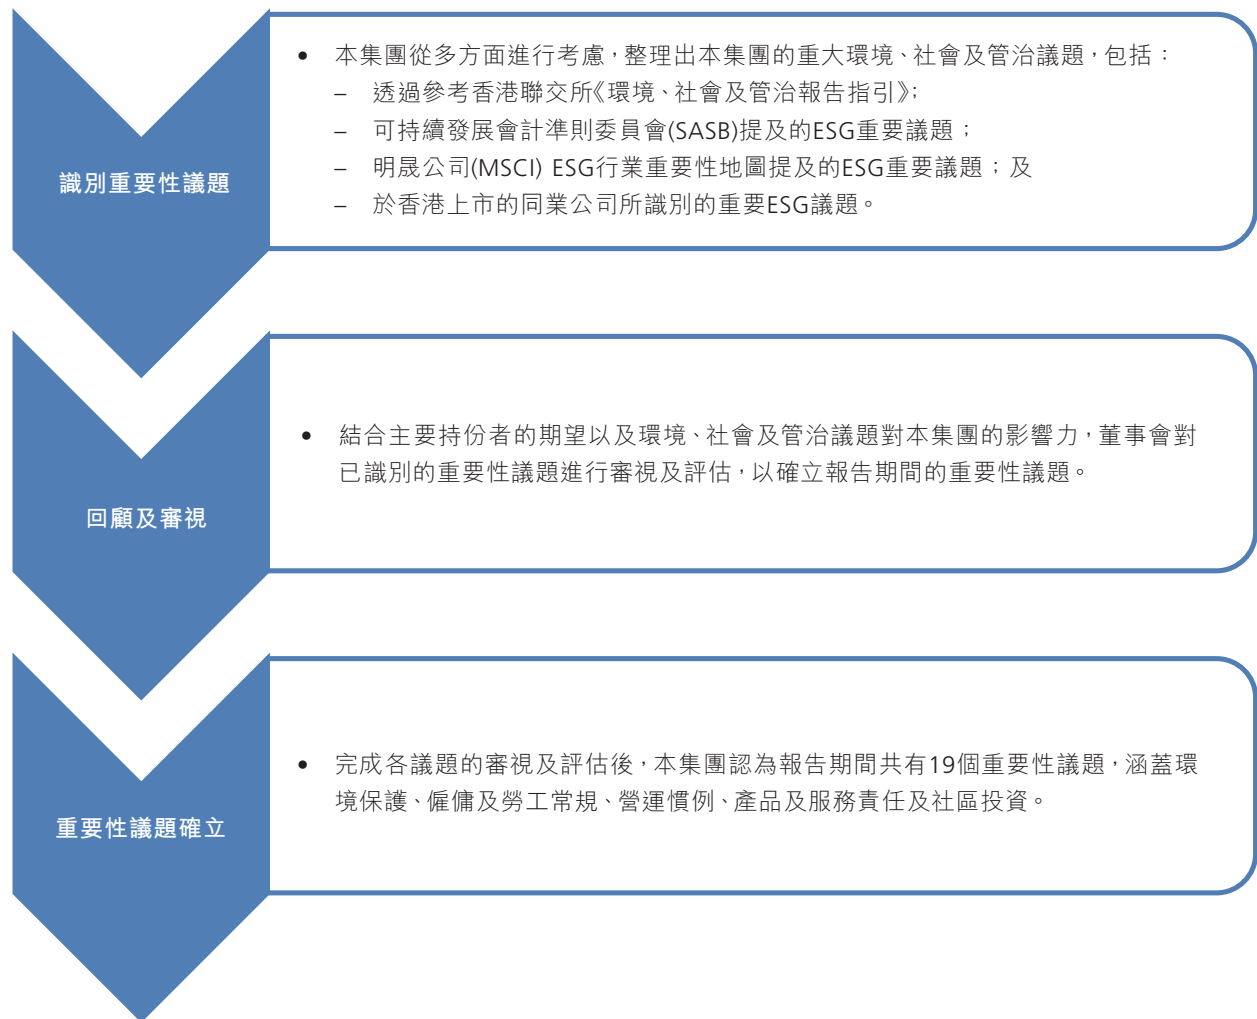 識別重要性議題
• 本集團從多方面進行考慮，整理出本集團的重大環境、社會及管治議題，包括：
– 透過參考香港聯交所《環境、社會及管治報告指引》；
– 可持續發展會計準則委員會(SASB)提及的ESG重要議題；
– 明晟公司(MSCI) ESG行業重要性地圖提及的ESG重要議題；及
– 於香港上市的同業公司所識別的重要ESG議題。
回顧及審視
• 結合主要持份者的期望以及環境、社會及管治議題對本集團的影響力，董事會對
已識別的重要性議題進行審視及評估，以確立報告期間的重要性議題。
重要性議題確立
• 完成各議題的審視及評估後，本集團認為報告期間共有19個重要性議題，涵蓋環
境保護、僱傭及勞工常規、營運慣例、產品及服務責任及社區投資。